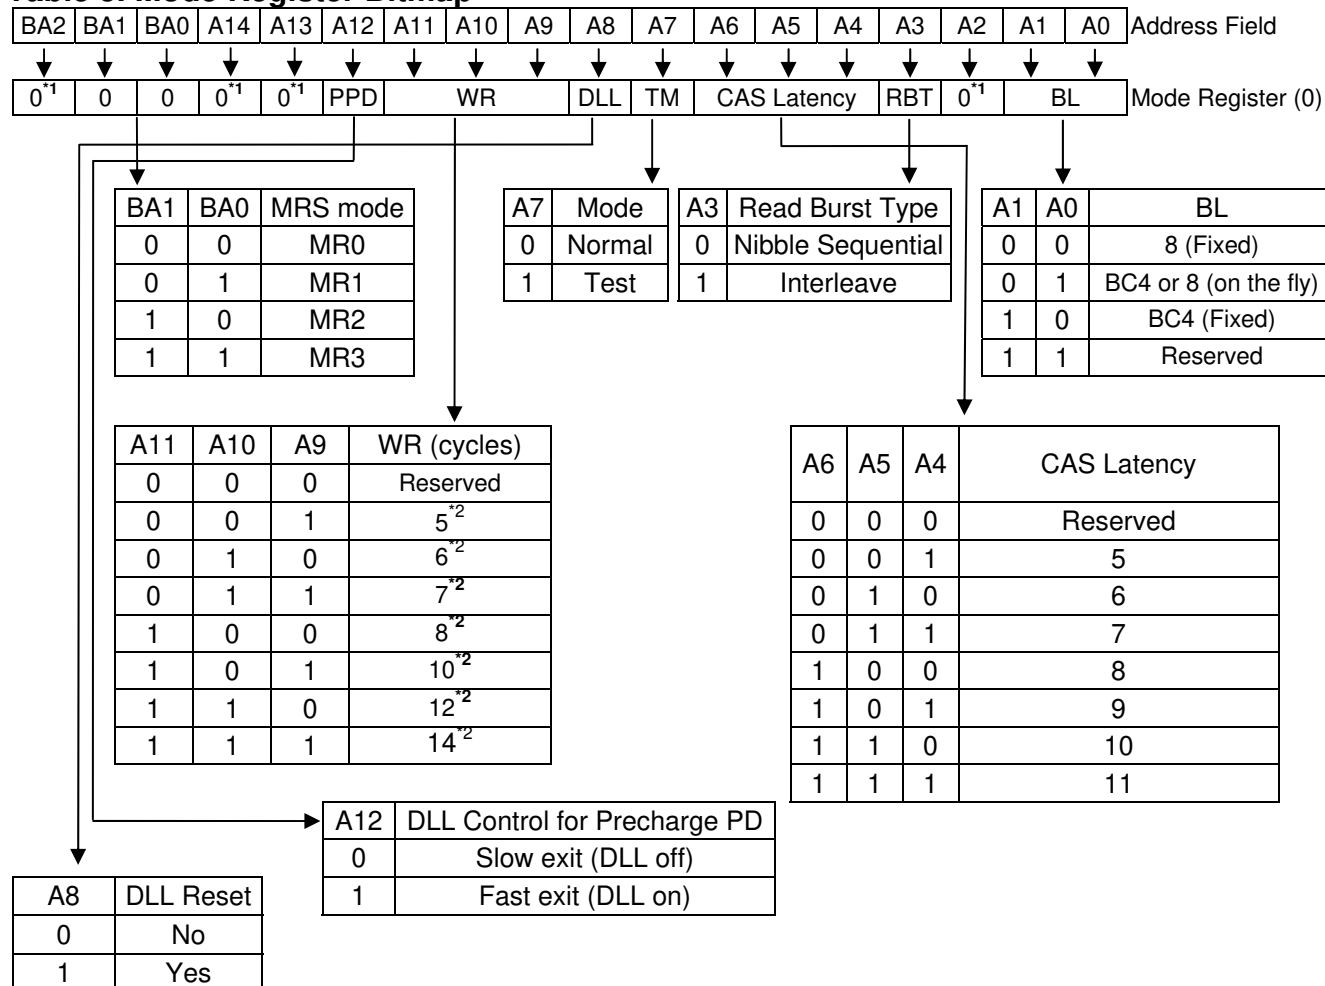 Table 5. Mode Register Bitmap
BA2 BA1 BA0 A14 A13 A12 A11 A10 A9 A8 A7 A6 A5 A4 A3 A2 A1 A0 Address Field
0*1 0 0 0*1 0*1 PPD WR DLL TM CAS Latency RBT 0*1 BL Mode Register (0)
BA1 BA0 MRS mode
0 0 MR0
0 1 MR1
1 0 MR2
1 1 MR3
A7 Mode
0 Normal
1 Test
A3 Read Burst Type
0 Nibble Sequential
1 Interleave
A1 A0 BL
0 0 8 (Fixed)
0 1 BC4 or 8 (on the fly)
1 0 BC4 (Fixed)
1 1 Reserved
A11 A10 A9 WR (cycles)
0 0 0 Reserved
0 0 1 5*2
0 1 0 6*2
0 1 1 7*2
1 0 0 8*2
1 0 1 10*2
1 1 0 12*2
1 1 1 14*2
A6 A5 A4 CAS Latency
0 0 0 Reserved
0 0 1 5
0 1 0 6
0 1 1 7
1 0 0 8
1 0 1 9
1 1 0 10
1 1 1 11
A12 DLL Control for Precharge PD
0 Slow exit (DLL off)
1 Fast exit (DLL on)
A8 DLL Reset
0 No
1 Yes